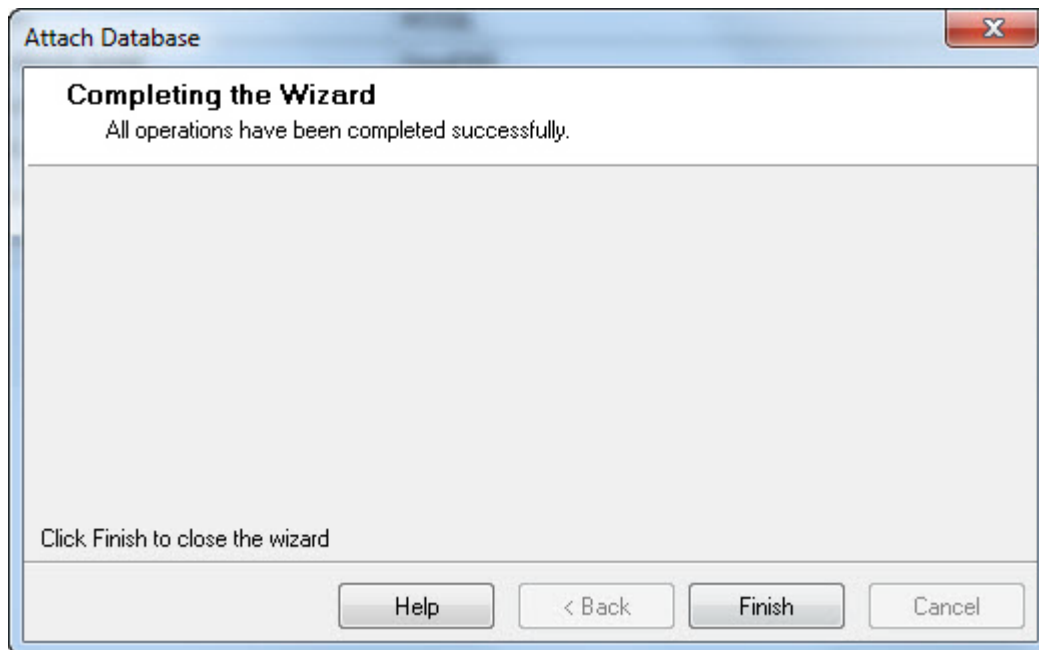 Attach Database
Completing the Wizard
All operations have been completed successfully.
Click Finish to close the wizard
Help
< Back
Finish
Cancel